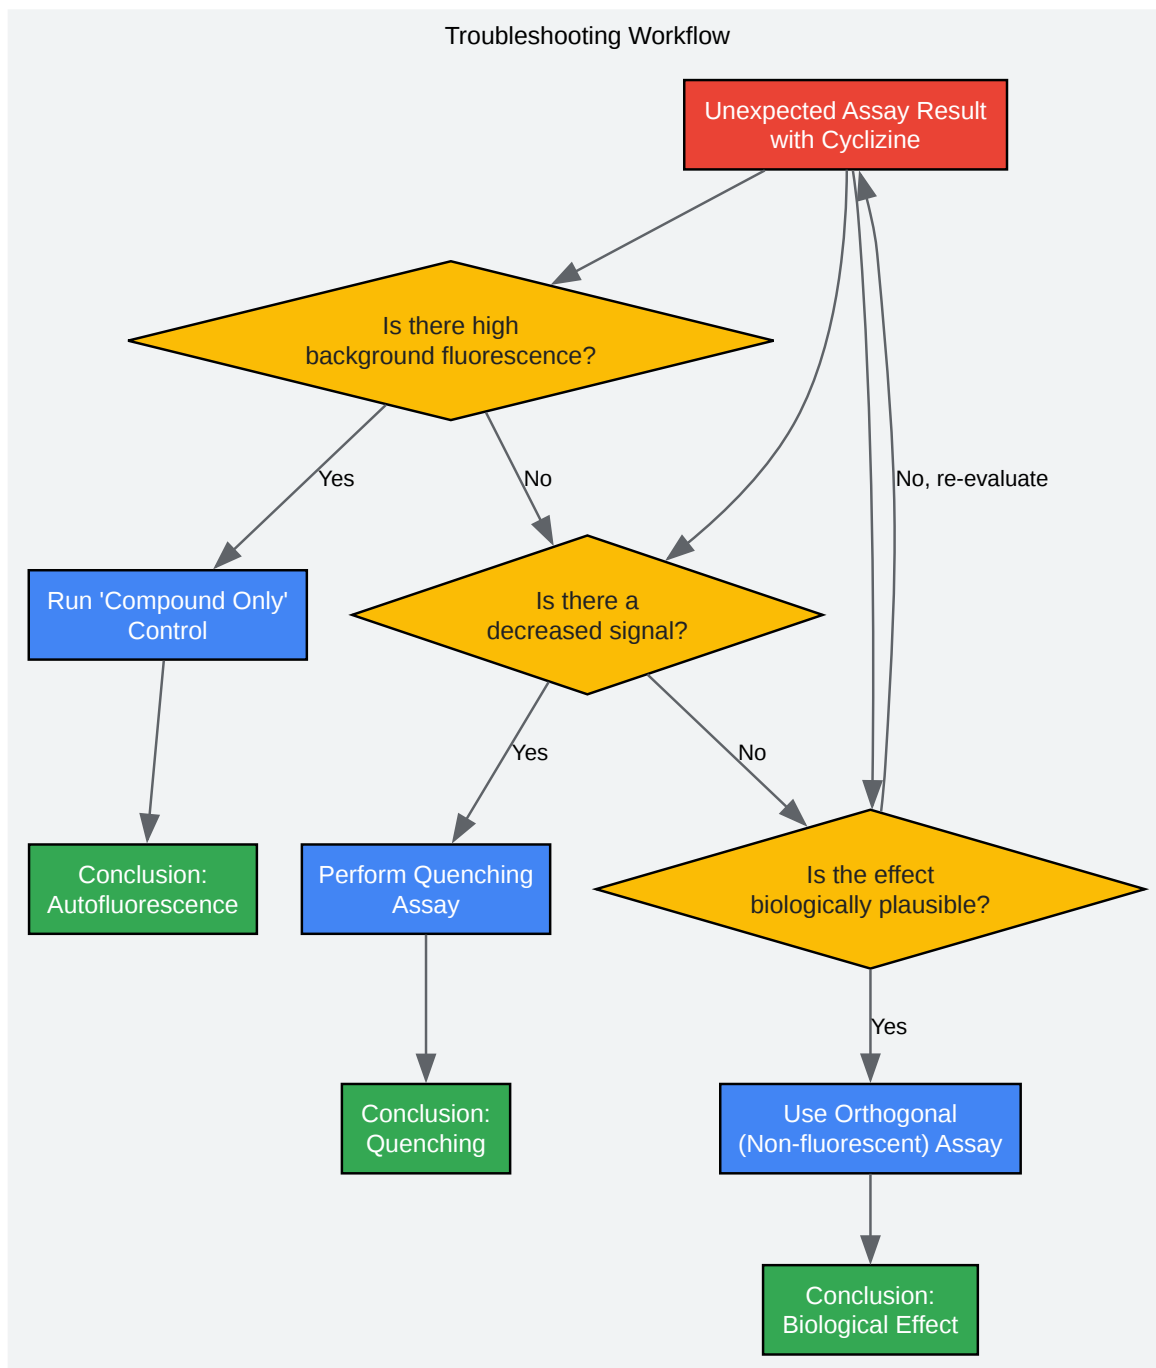 Troubleshooting Workflow
Unexpected Assay Result
with Cyclizine
Is there high
background fluorescence?
Yes
No
No, re-evaluate
Run 'Compound Only'
Control
Is there a
decreased signal?
Yes
No
Conclusion:
Autofluorescence
Perform Quenching
Assay
Is the effect
biologically plausible?
Yes
Conclusion:
Quenching
Use Orthogonal
(Non-fluorescent) Assay
Conclusion:
Biological Effect